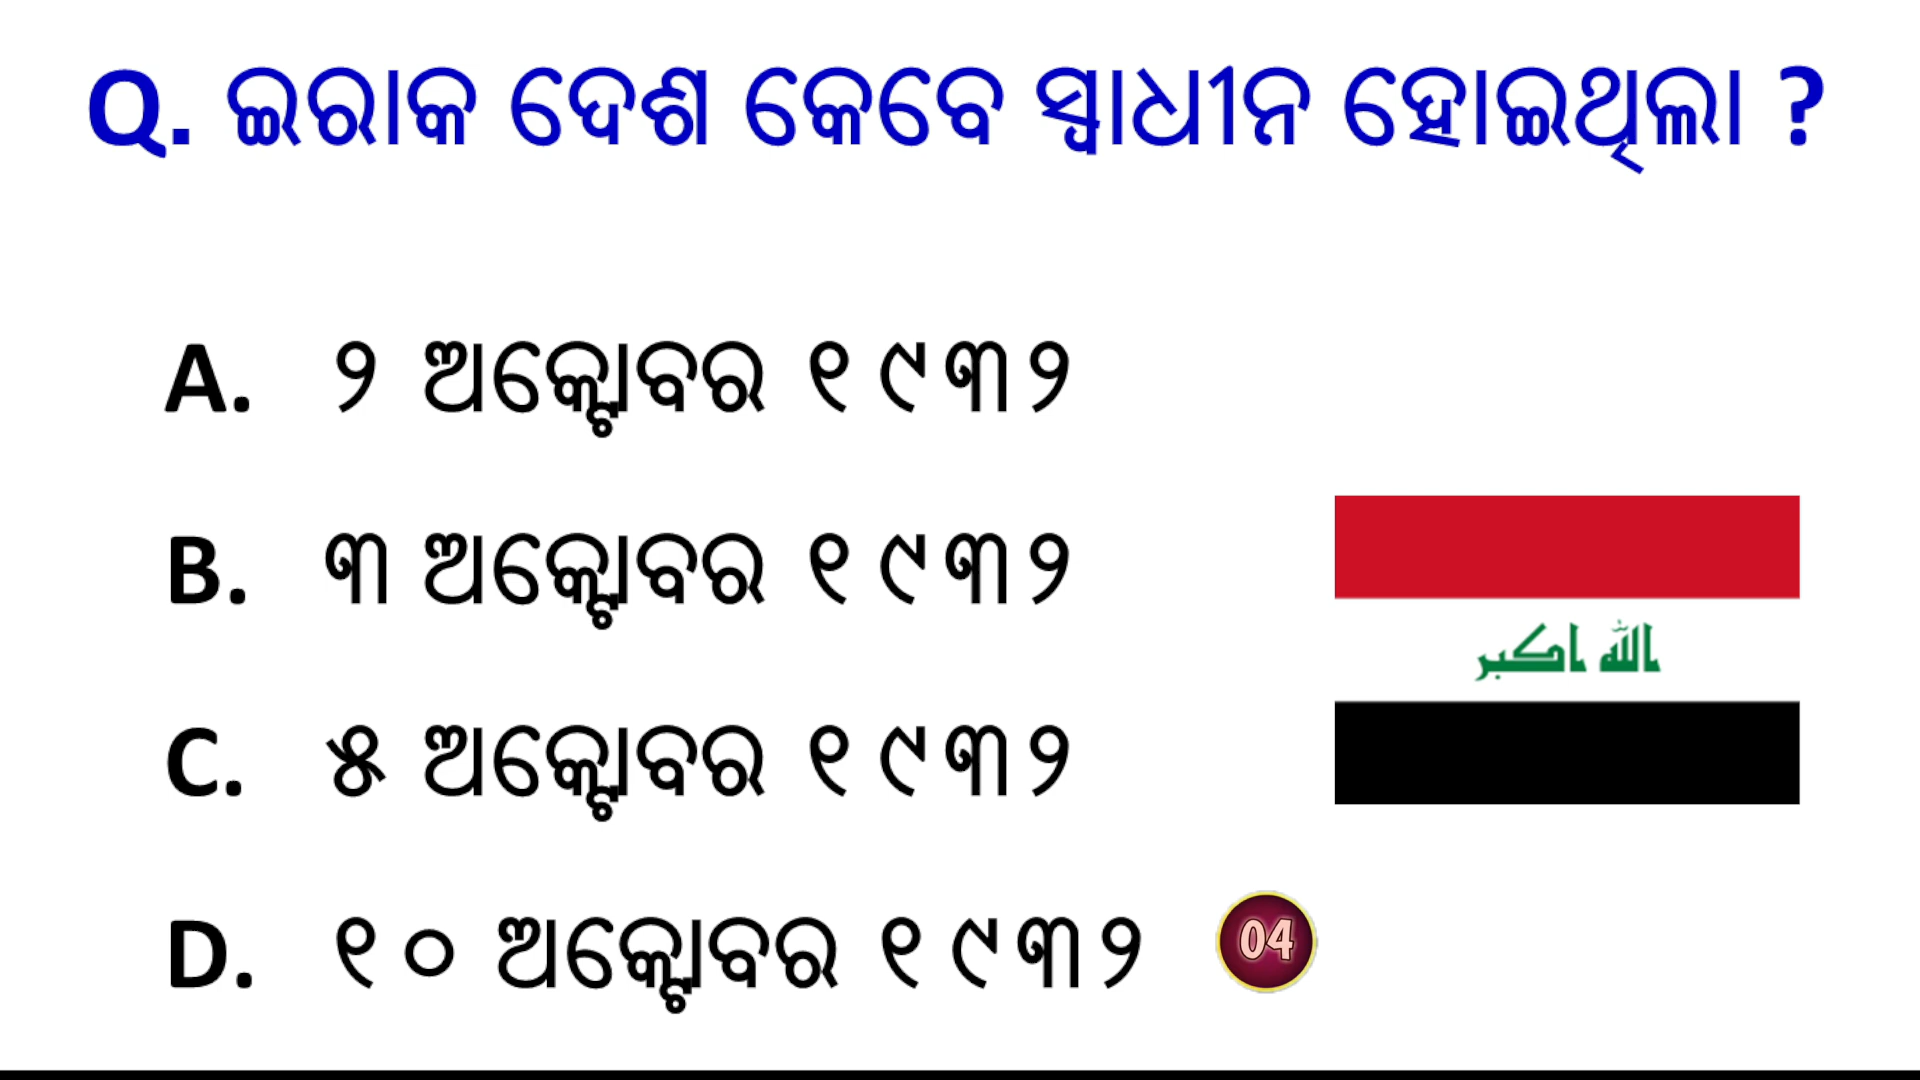 Q. ଇରାକ ଦେଶ କେବେ ସ୍ୱାଧୀନ ହୋଇଥିଲା ?
A. ୨ ଅକ୍ଟୋବର ୧୯୩୨
B. ୩ ଅକ୍ଟୋବର ୧୯୩୨
الله اكبر
C. ୫ ଅକ୍ଟୋବର ୧୯୩୨
D. ୧୦ ଅକ୍ଟୋବର ୧୯୩୨
04